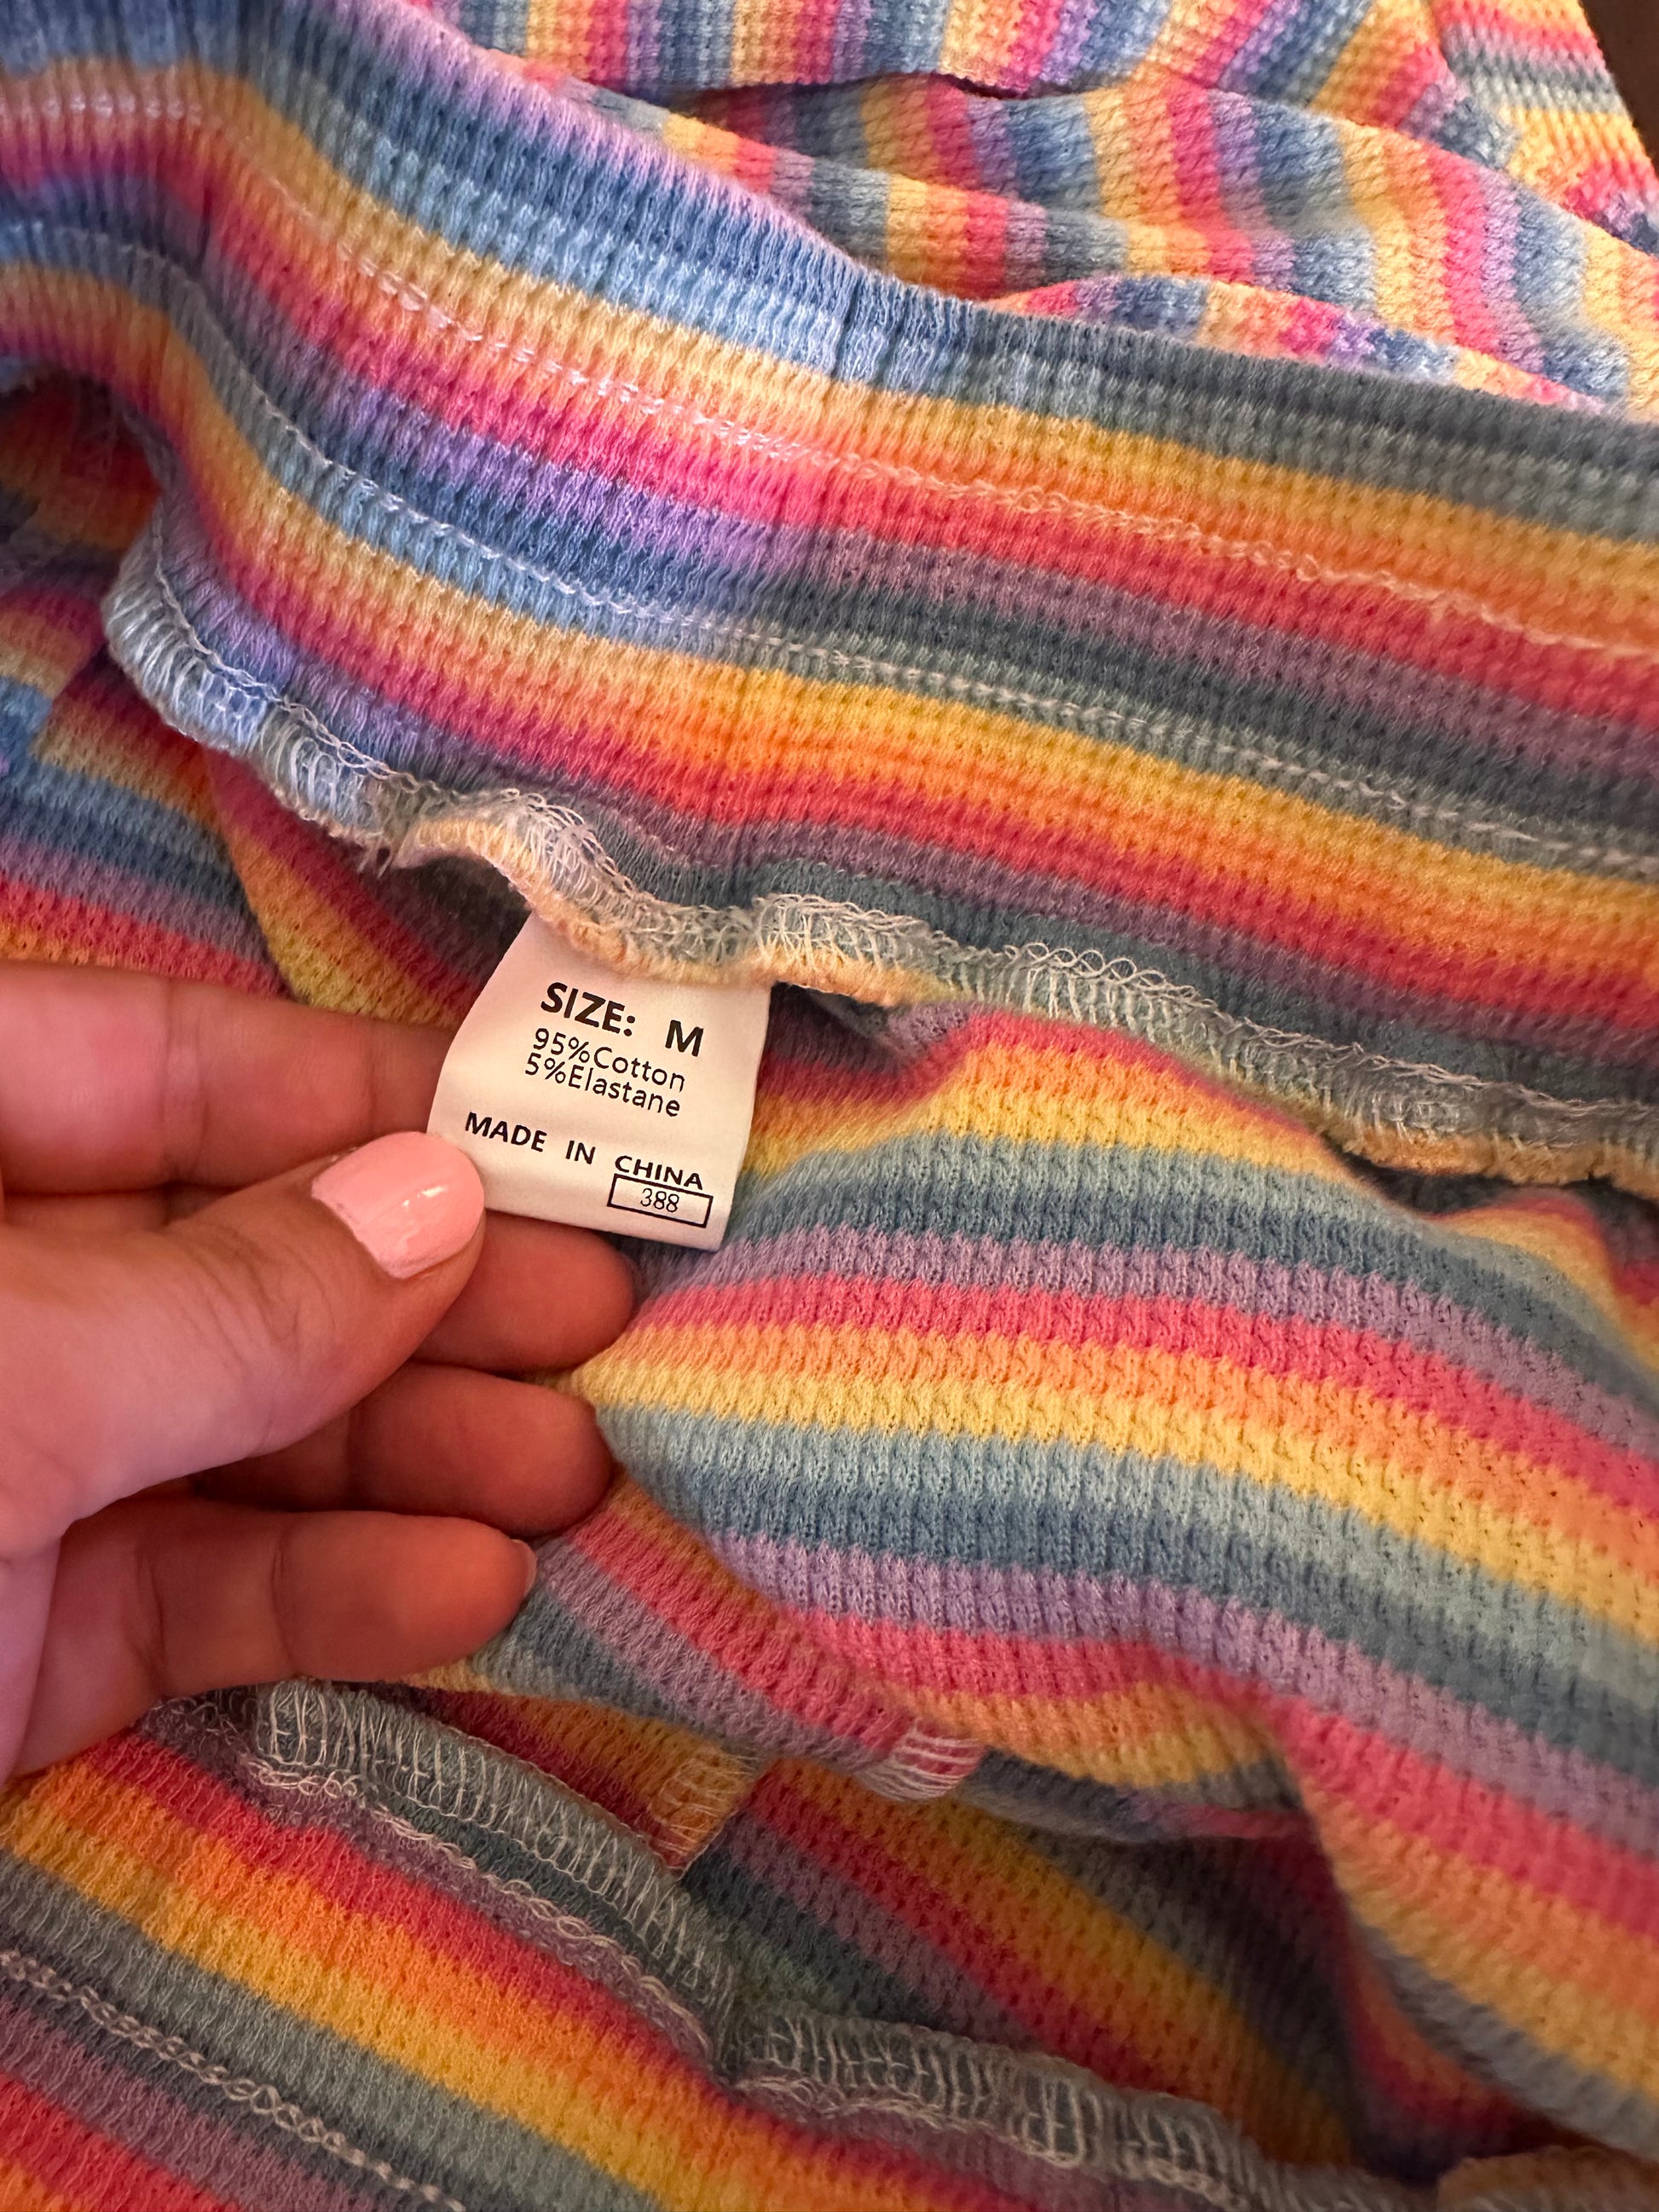 SIZE: M
95%Cotton
5%Elastane
MADE IN CHINA
388